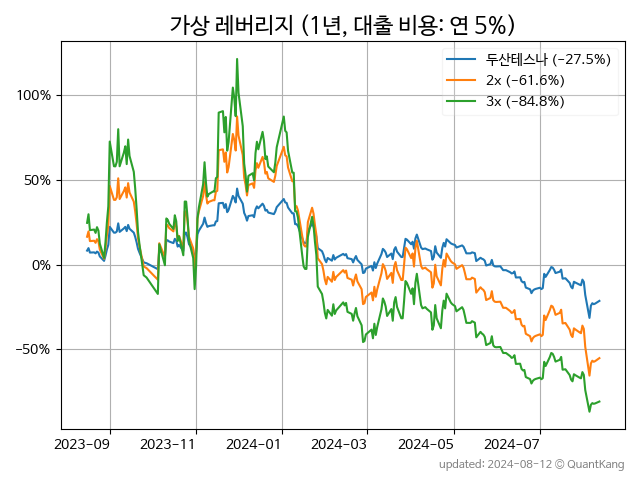 가상 레버리지 (1년, 대출 비용: 연 5%)
두산테스나 (−27.5%)
2x (−61.6%)
3x (−84.8%)
100%
50%
0%
−50%
2023-09 2023-11 2024-01 2024-03 2024-05 2024-07
updated: 2024-08-12 © QuantKang